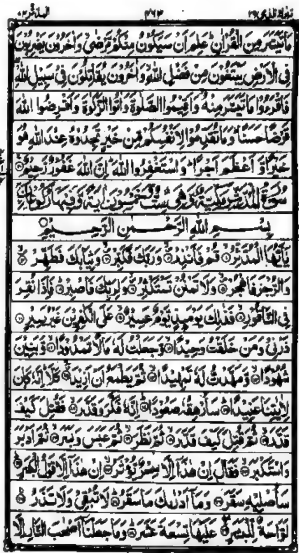 مَا تَيَسَّرَ مِنَ الْقُرْاٰنِ عَلِمَ اَنْ سَيَكُوْنُ مِنْكُمْ مَّرْضٰى وَاٰخَرُوْنَ يَضْرِبُوْنَ
فِى الْاَرْضِ يَبْتَغُوْنَ مِنْ فَضْلِ اللّٰهِ وَاٰخَرُوْنَ يُقَاتِلُوْنَ فِىْ سَبِيْلِ اللّٰهِ
فَاقْرَءُوْا مَا تَيَسَّرَ مِنْهُ وَاَقِيْمُوا الصَّلٰوةَ وَاٰتُوا الزَّكٰوةَ وَاَقْرِضُوا اللّٰهَ
قَرْضًا حَسَنًا وَمَا تُقَدِّمُوْا لِاَنْفُسِكُمْ مِّنْ خَيْرٍ تَجِدُوْهُ عِنْدَ اللّٰهِ هُوَ
خَيْرًا وَّاَعْظَمَ اَجْرًا وَاسْتَغْفِرُوا اللّٰهَ اِنَّ اللّٰهَ غَفُوْرٌ رَّحِيْمٌ
سُوْرَةُ الْمُدَّثِّرِ مَكِّيَّةٌ وَّهِىَ سِتٌّ وَّخَمْسُوْنَ اٰيَةً وَّفِيْهَا رُكُوْعَانِ
بِسْمِ اللّٰهِ الرَّحْمٰنِ الرَّحِيْمِ
يٰاَيُّهَا الْمُدَّثِّرُ قُمْ فَاَنْذِرْ وَرَبَّكَ فَكَبِّرْ وَثِيَابَكَ فَطَهِّرْ
وَالرُّجْزَ فَاهْجُرْ وَلَا تَمْنُنْ تَسْتَكْثِرُ وَلِرَبِّكَ فَاصْبِرْ فَاِذَا نُقِرَ
فِى النَّاقُوْرِ فَذٰلِكَ يَوْمَئِذٍ يَّوْمٌ عَسِيْرٌ عَلَى الْكٰفِرِيْنَ غَيْرُ يَسِيْرٍ
ذَرْنِىْ وَمَنْ خَلَقْتُ وَحِيْدًا وَّجَعَلْتُ لَهٗ مَالًا مَّمْدُوْدًا وَّبَنِيْنَ
شُهُوْدًا وَّمَهَّدْتُّ لَهٗ تَمْهِيْدًا ثُمَّ يَطْمَعُ اَنْ اَزِيْدَ كَلَّا اِنَّهٗ كَانَ
لِاٰيٰتِنَا عَنِيْدًا سَاُرْهِقُهٗ صَعُوْدًا اِنَّهٗ فَكَّرَ وَقَدَّرَ فَقُتِلَ كَيْفَ
قَدَّرَ ثُمَّ قُتِلَ كَيْفَ قَدَّرَ ثُمَّ نَظَرَ ثُمَّ عَبَسَ وَبَسَرَ ثُمَّ اَدْبَرَ
وَاسْتَكْبَرَ فَقَالَ اِنْ هٰذَا اِلَّا سِحْرٌ يُّؤْثَرُ اِنْ هٰذَا اِلَّا قَوْلُ الْبَشَرِ
سَاُصْلِيْهِ سَقَرَ وَمَا اَدْرٰىكَ مَا سَقَرُ لَا تُبْقِىْ وَلَا تَذَرُ
لَوَّاحَةٌ لِّلْبَشَرِ عَلَيْهَا تِسْعَةَ عَشَرَ وَمَا جَعَلْنَا اَصْحٰبَ النَّارِ اِلَّا